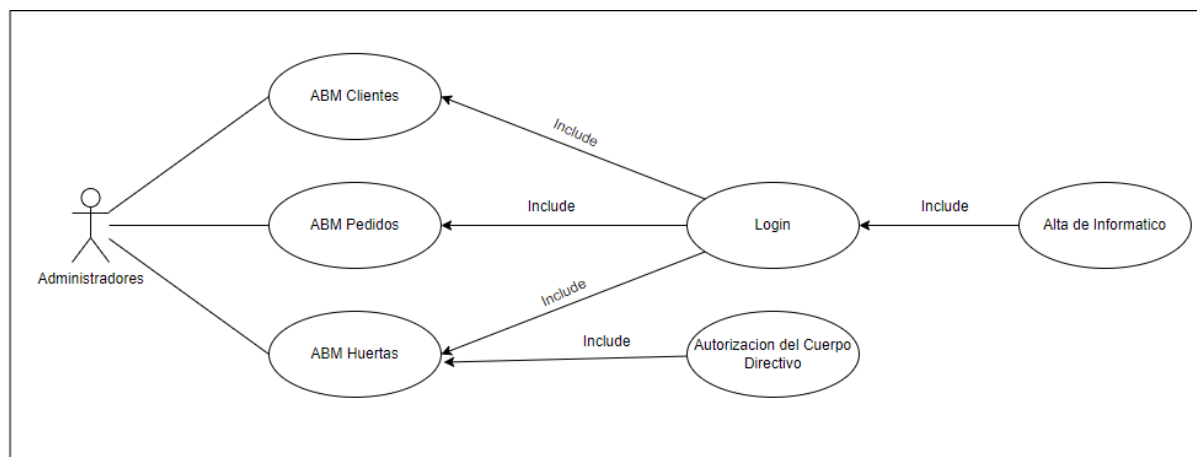 ABM Clientes
Include
ABM Pedidos
Include
Login
Include
Alta de Informatico
Administradores
Include
ABM Huertas
Include
Autorizacion del Cuerpo
Directivo